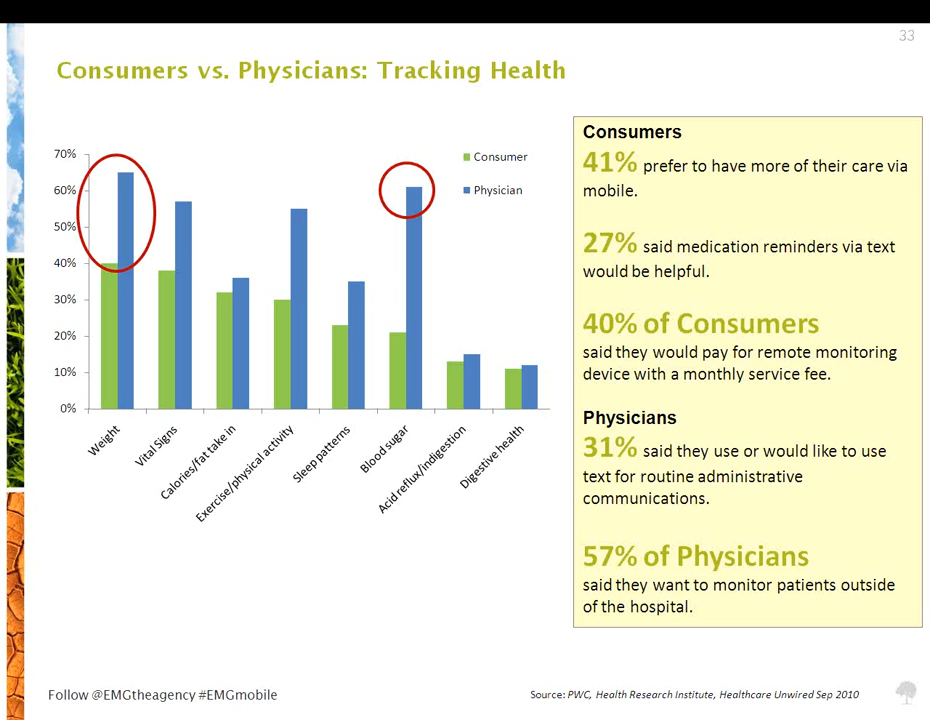 33
Consumers vs. Physicians: Tracking Health
70%
60%
50%
40%
30%
20%
10%
0%
Consumer
Physician
Weight
Vital Signs
Calories/fat take in
Exercise/physical activity
Sleep patterns
Blood sugar
Acid reflux/indigestion
Digestive health
Consumers
41% prefer to have more of their care via
mobile.
27% said medication reminders via text
would be helpful.
40% of Consumers
said they would pay for remote monitoring
device with a monthly service fee.
Physicians
31% said they use or would like to use
text for routine administrative
communications.
57% of Physicians
said they want to monitor patients outside
of the hospital.
Follow @EMGtheagency #EMGmobile
Source: PWC, Health Research Institute, Healthcare Unwired Sep 2010